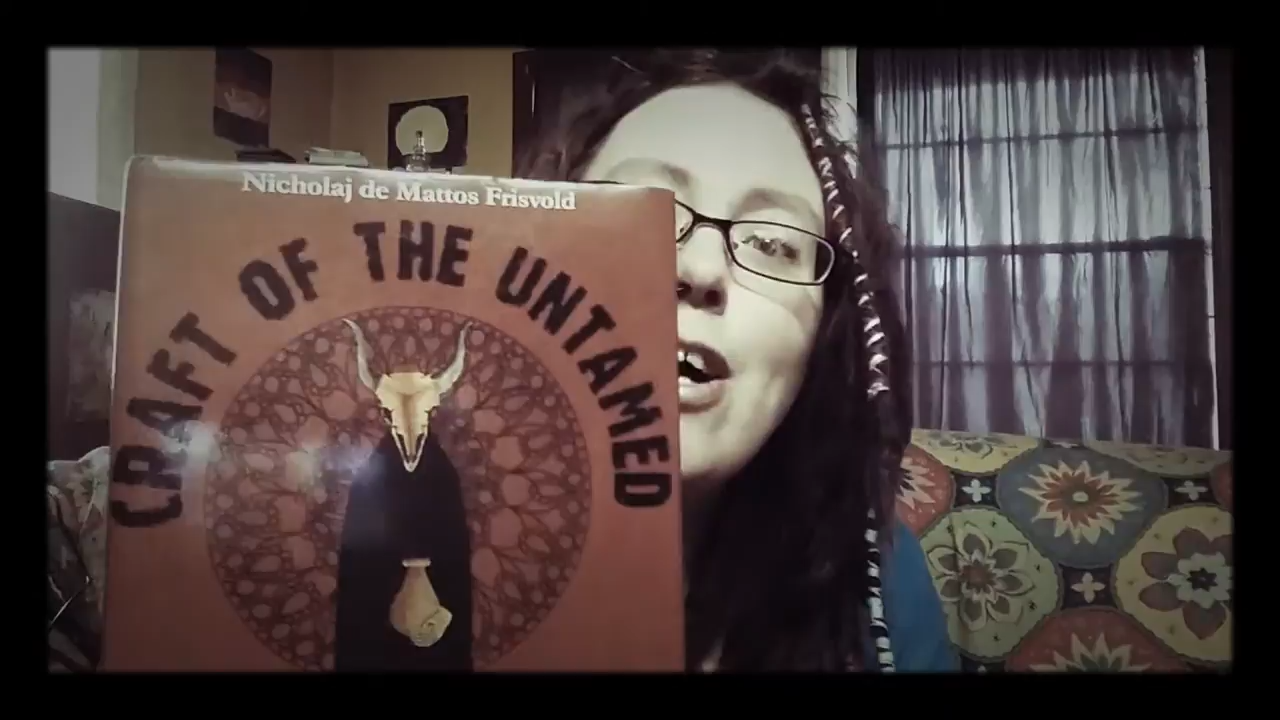 Nicholaj de Mattos Frisvold
CRAFT OF THE UNTAMED